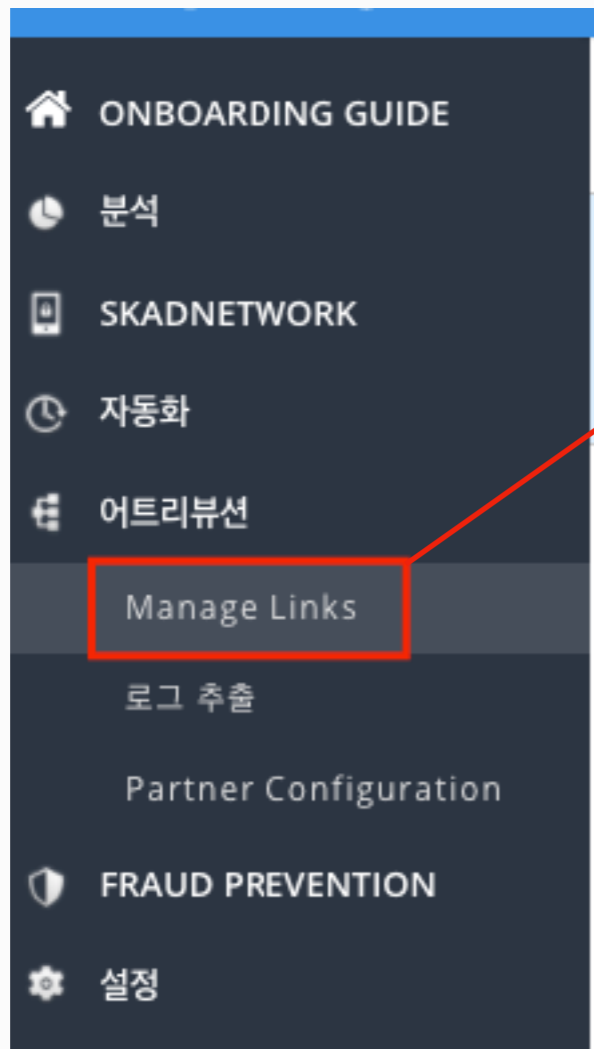 ONBOARDING GUIDE
분석
SKADNETWORK
자동화
어트리뷰션
Manage Links
로그 추출
Partner Configuration
FRAUD PREVENTION
설정